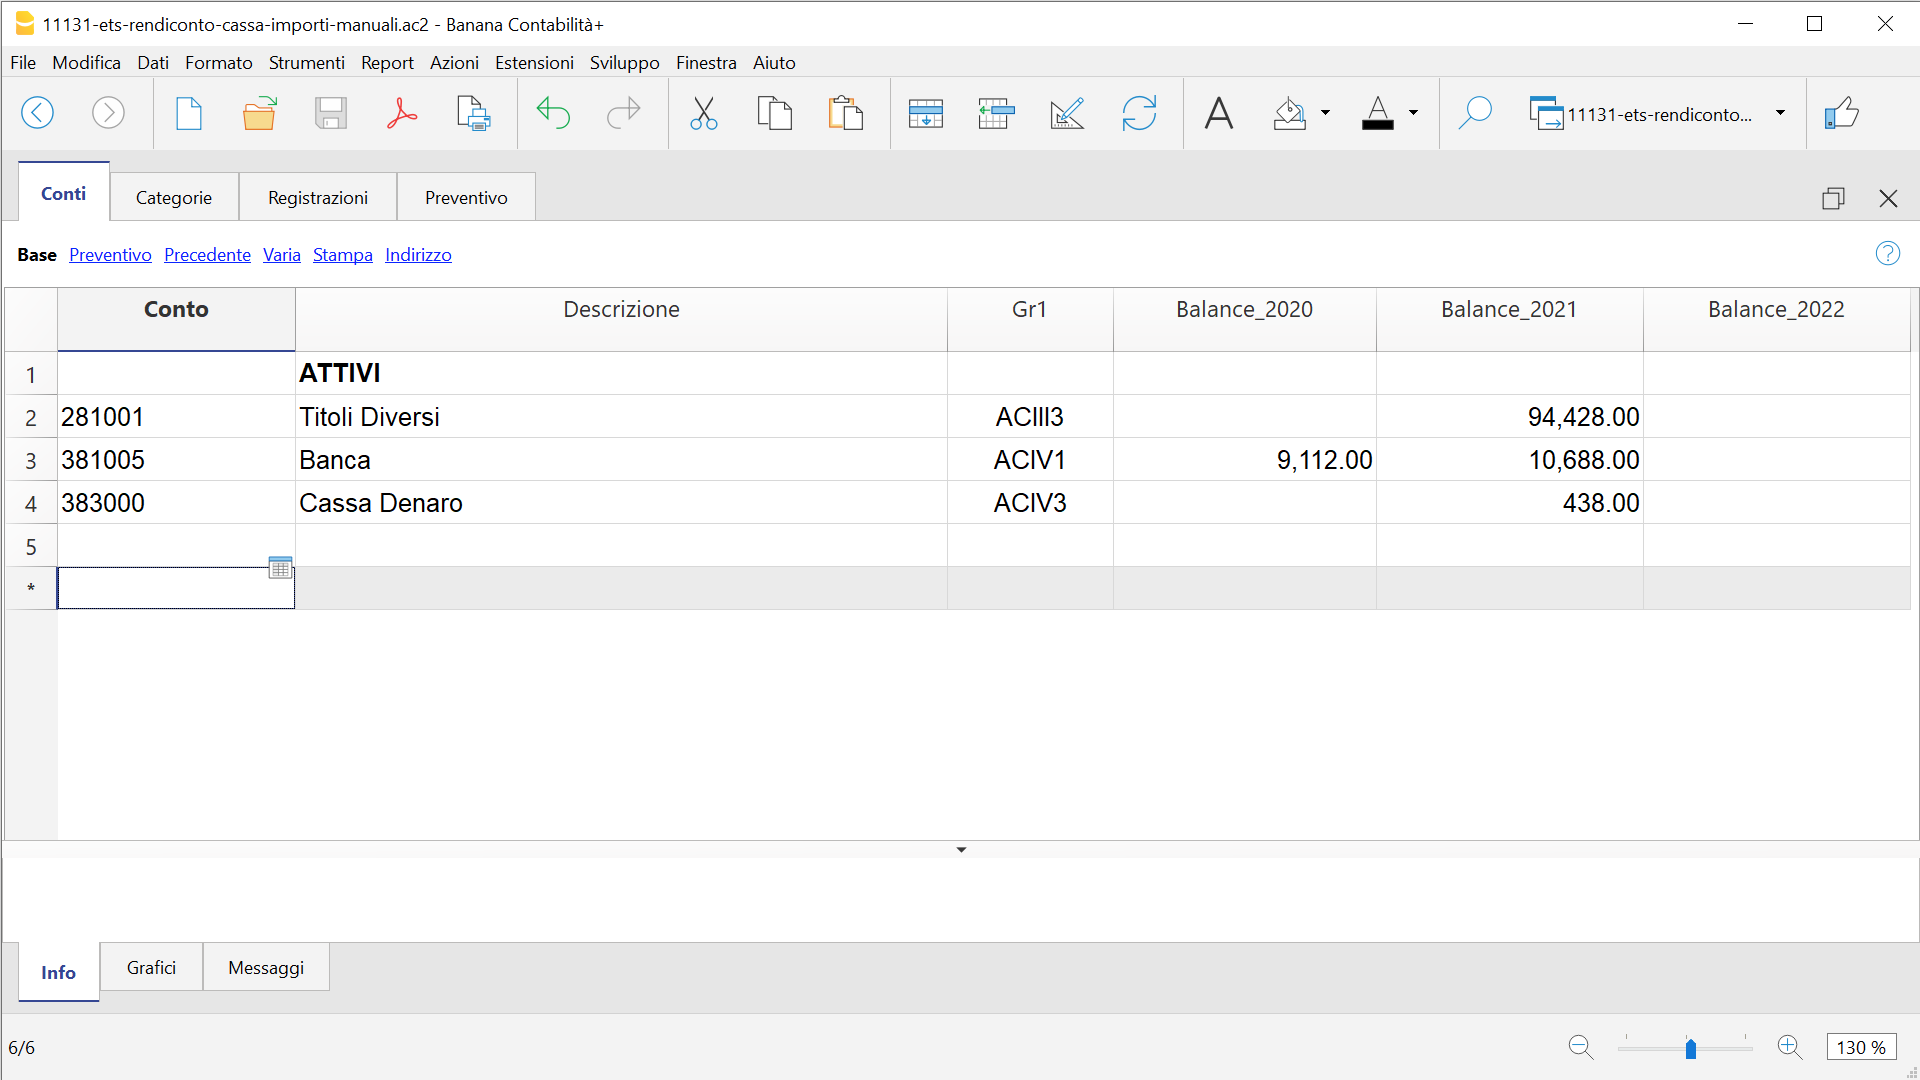 11131-ets-rendiconto-cassa-importi-manuali.ac2 - Banana Contabilità+
File Modifica Dati Formato Strumenti Report Azioni Estensioni Sviluppo Finestra Aiuto
11131-ets-rendiconto...
Conti Categorie Registrazioni Preventivo
Base Preventivo Precedente Varia Stampa Indirizzo
Conto Descrizione Gr1 Balance_2020 Balance_2021 Balance_2022
1 ATTIVI
2 281001 Titoli Diversi ACIII3 94,428.00
3 381005 Banca ACIV1 9,112.00 10,688.00
4 383000 Cassa Denaro ACIV3 438.00
5
*
Info Grafici Messaggi
6/6 130 %